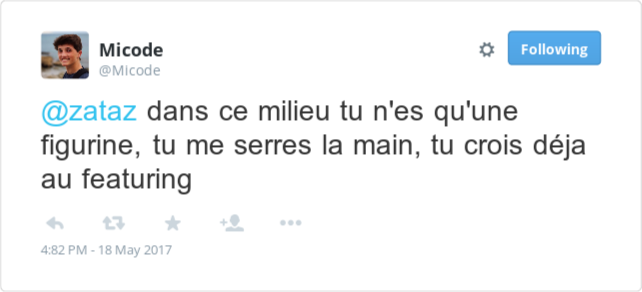 Micode
@Micode
Following
@zataz dans ce milieu tu n'es qu'une
figurine, tu me serres la main, tu crois déja
au featuring
4:82 PM - 18 May 2017